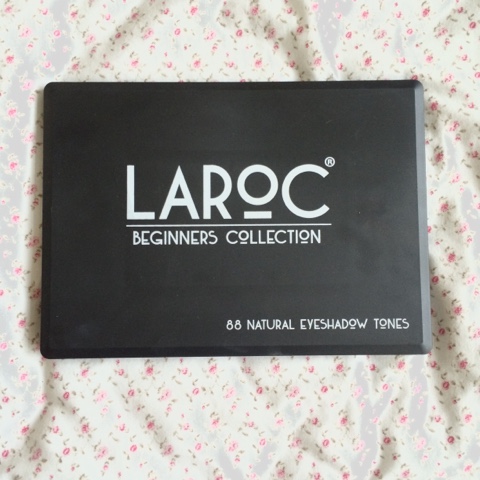 LAROC®
BEGINNERS COLLECTION
88 NATURAL EYESHADOW TONES